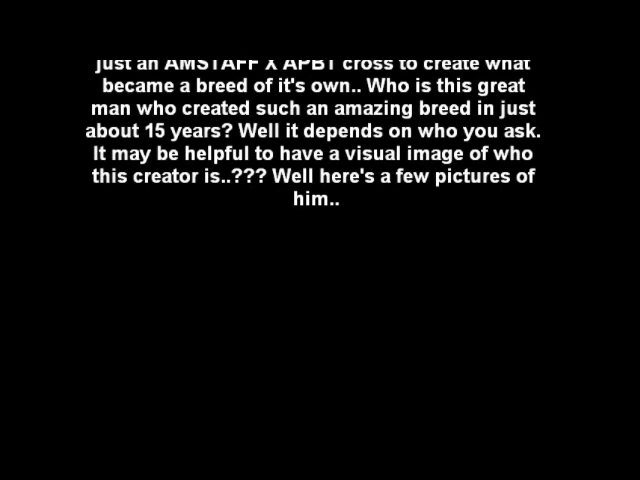 just an AMSTAFF X APBT cross to create what
became a breed of it's own.. Who is this great
man who created such an amazing breed in just
about 15 years? Well it depends on who you ask.
It may be helpful to have a visual image of who
this creator is..??? Well here's a few pictures of
him..